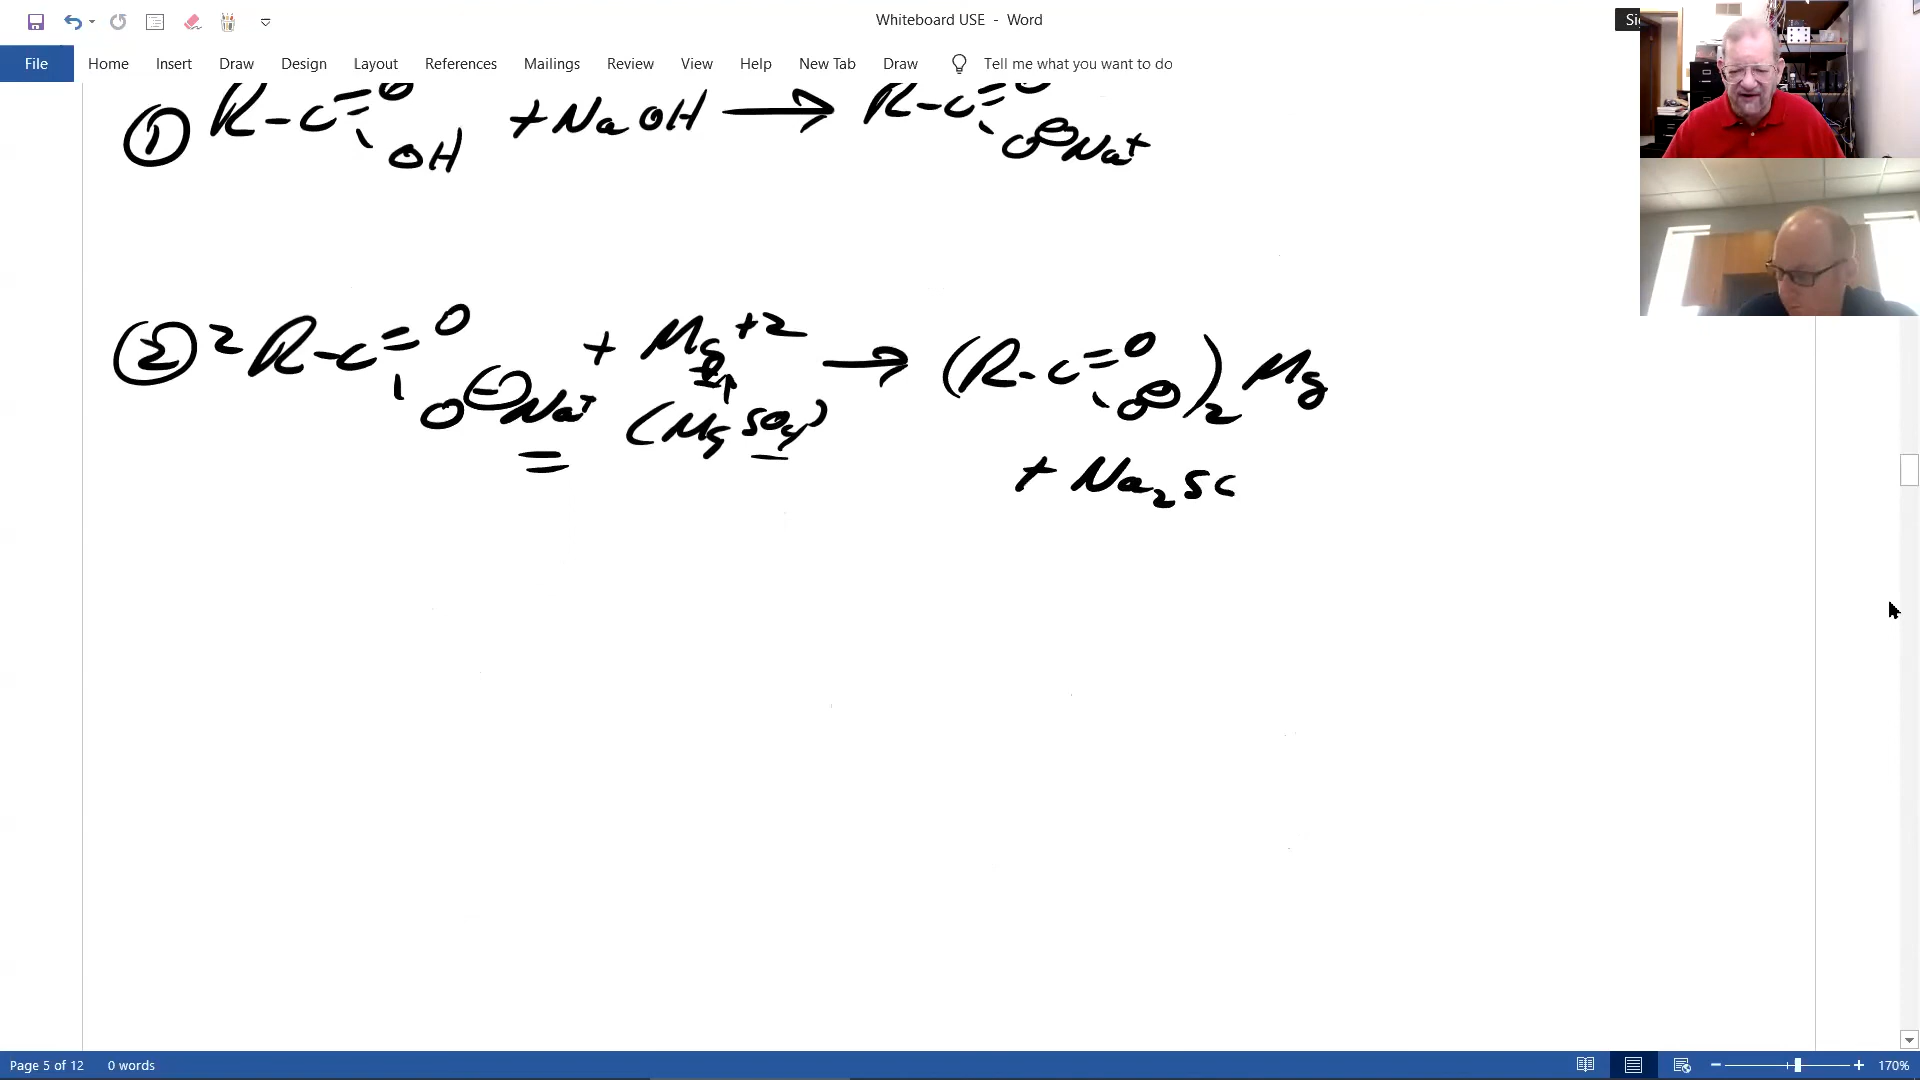 Whiteboard USE - Word
File Home Insert Draw Design Layout References Mailings Review View Help New Tab Draw Tell me what you want to do
① R-C=O OH + NaOH → R-C=O O⊖Na+
② 2 R-C=O O⊖Na+ + Mg+2 (MgSO4) → (R-C=O O⊖)2 Mg
+ Na2 SC
Page 5 of 12 0 words 170%